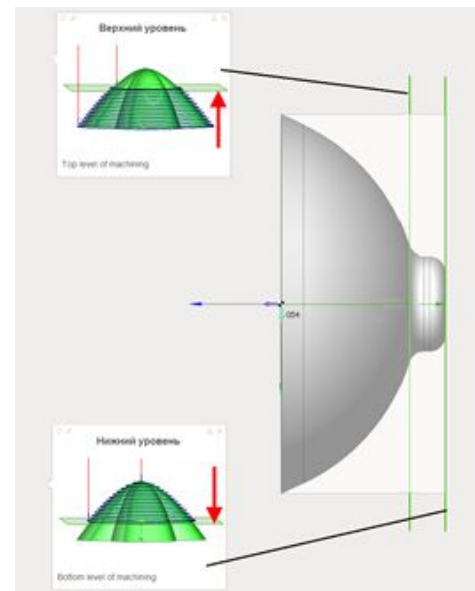 Верхний уровень
Top level of machining
.054
Нижний уровень
Bottom level of machining